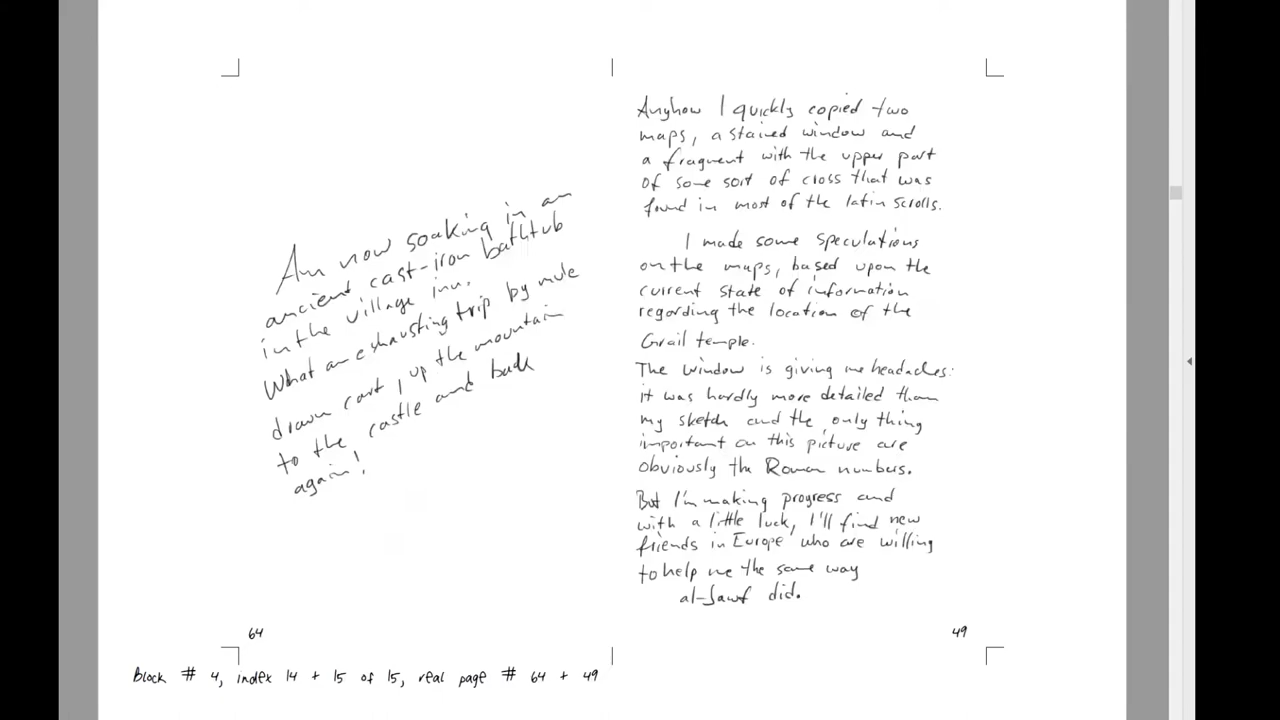 Am now soaking in an
ancient cast-iron bathtub
in the village inn.
What an exhausting trip by mule
drawn cart, up the mountain
to the castle and back
again!
64
Anyhow I quickly copied two
maps, a stained window and
a fragment with the upper part
of some sort of cross that was
found in most of the latin scrolls.
I made some speculations
on the maps, based upon the
current state of information
regarding the location of the
Grail temple.
The window is giving me headaches:
it was hardly more detailed than
my sketch and the only thing
important on this picture are
obviously the Roman numbers.
But I'm making progress and
with a little luck, I'll find new
friends in Europe who are willing
to help me the same way
al-Jawf did.
49
Block # 4, index 14 + 15 of 15, real page # 64 + 49